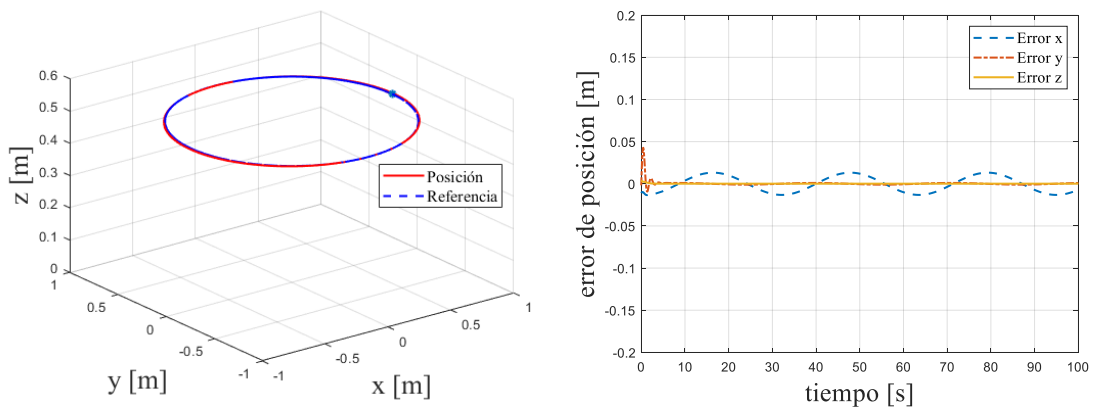 0.6
0.5
0.4
0.3
0.2
0.1
0
z [m]
1
0.5
0
-0.5
-1
y [m]
-1
-0.5
0
0.5
1
x [m]
Posición
Referencia
0.2
0.15
0.1
0.05
0
-0.05
-0.1
-0.15
-0.2
error de posición [m]
0 10 20 30 40 50 60 70 80 90 100
tiempo [s]
Error x
Error y
Error z